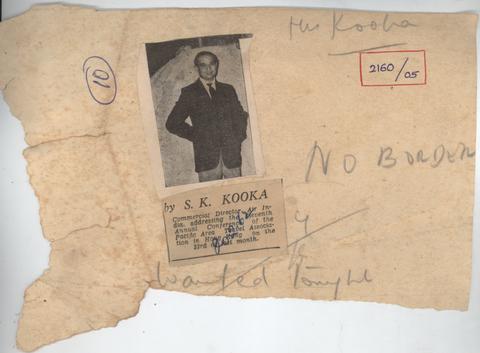 Mr Kooka
10
2160/05
NO BORDER
by S. K. KOOKA
Commercial Director, Air In-
dia, addressing the Eleventh
Annual Conference of the
Pacific Area Travel Associa-
tion in Hong Kong on the
23rd of last month.
Wanted Tonight